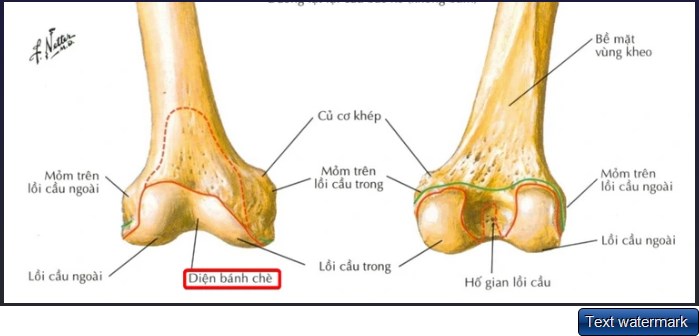 F. Netter
M.D.
Bề mặt
vùng kheo
Củ cơ khép
Mỏm trên
lồi cầu ngoài
Mỏm trên
lồi cầu trong
Mỏm trên
lồi cầu ngoài
Lồi cầu ngoài
Diện bánh chè
Lồi cầu trong
Hố gian lồi cầu
Lồi cầu ngoài
Text watermark